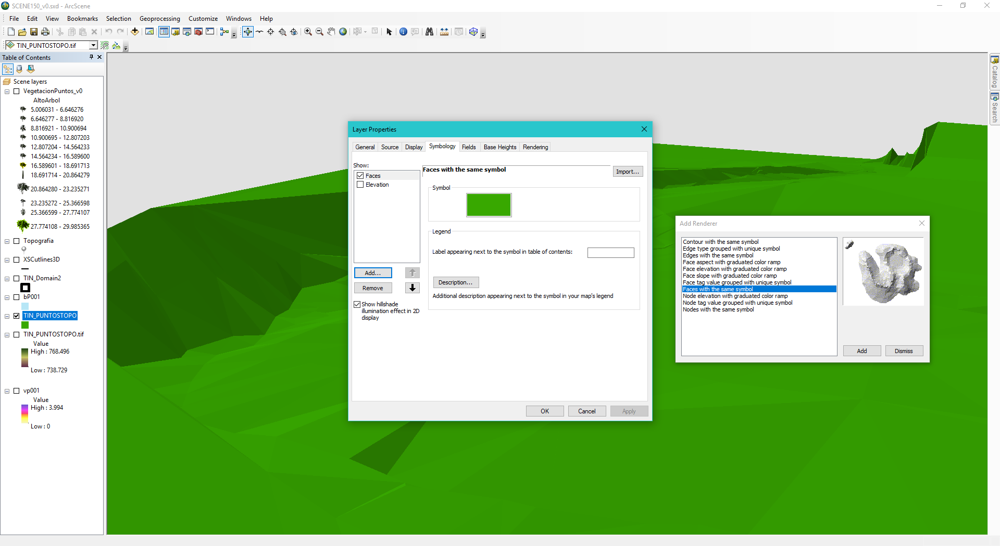 SCENE150_v0.sxd - ArcScene
File Edit View Bookmarks Selection Geoprocessing Customize Windows Help
TIN_PUNTOSTOPO.tif
Table of Contents
Scene layers
VegetacionPuntos_v0
AltoArbol
5.006031 - 6.646276
6.646277 - 8.816920
8.816921 - 10.900694
10.900695 - 12.807203
12.807204 - 14.564233
14.564234 - 16.589600
16.589601 - 18.691713
18.691714 - 20.864279
20.864280 - 23.235271
23.235272 - 25.366598
25.366599 - 27.774107
27.774108 - 29.985365
Topografia
XSCutlines3D
TIN_Domain2
bP001
TIN_PUNTOSTOPO
TIN_PUNTOSTOPO.tif
Value
High : 768.496
Low : 738.729
vp001
Value
High : 3.994
Low : 0
Layer Properties
General Source Display Symbology Fields Base Heights Rendering
Show:
Faces
Elevation
Add...
Remove
Show hillshade
illumination effect in 2D
display
Faces with the same symbol
Import...
Symbol
Legend
Label appearing next to the symbol in table of contents:
Description...
Additional description appearing next to the symbol in your map's legend
OK Cancel Apply
Add Renderer
Contour with the same symbol
Edge type grouped with unique symbol
Edges with the same symbol
Face aspect with graduated color ramp
Face elevation with graduated color ramp
Face slope with graduated color ramp
Face tag value grouped with unique symbol
Faces with the same symbol
Node elevation with graduated color ramp
Node tag value grouped with unique symbol
Nodes with the same symbol
Add Dismiss
Catalog
Search